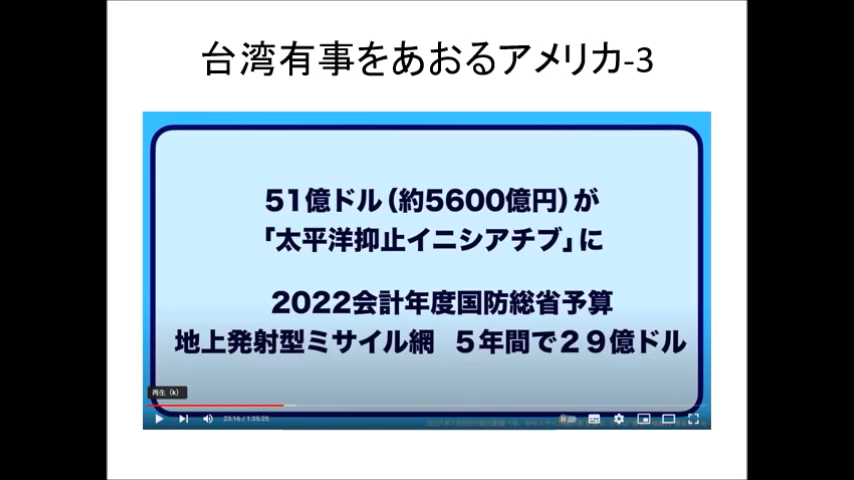 台湾有事をあおるアメリカ-3
51億ドル（約5600億円）が
「太平洋抑止イニシアチブ」に
2022会計年度国防総省予算
地上発射型ミサイル網 ５年間で２９億ドル
再生（k）
23:16 / 1:35:25